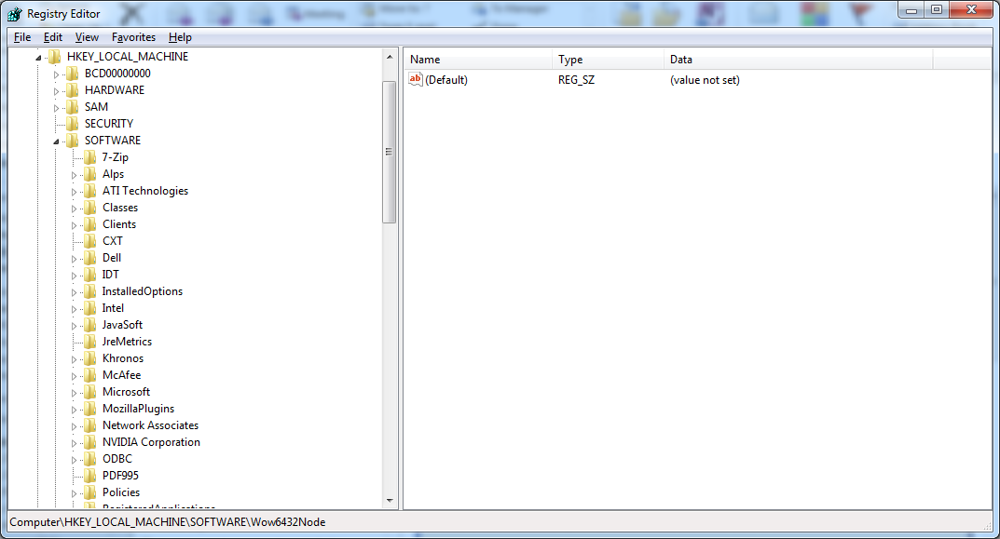 Registry Editor
File Edit View Favorites Help
HKEY_LOCAL_MACHINE
BCD00000000
HARDWARE
SAM
SECURITY
SOFTWARE
7-Zip
Alps
ATI Technologies
Classes
Clients
CXT
Dell
IDT
InstalledOptions
Intel
JavaSoft
JreMetrics
Khronos
McAfee
Microsoft
MozillaPlugins
Network Associates
NVIDIA Corporation
ODBC
PDF995
Policies
RegisteredApplications
Name Type Data
ab (Default) REG_SZ (value not set)
Computer\HKEY_LOCAL_MACHINE\SOFTWARE\Wow6432Node